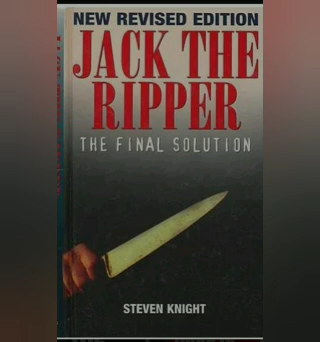 NEW REVISED EDITION
JACK THE
RIPPER
THE FINAL SOLUTION
STEVEN KNIGHT